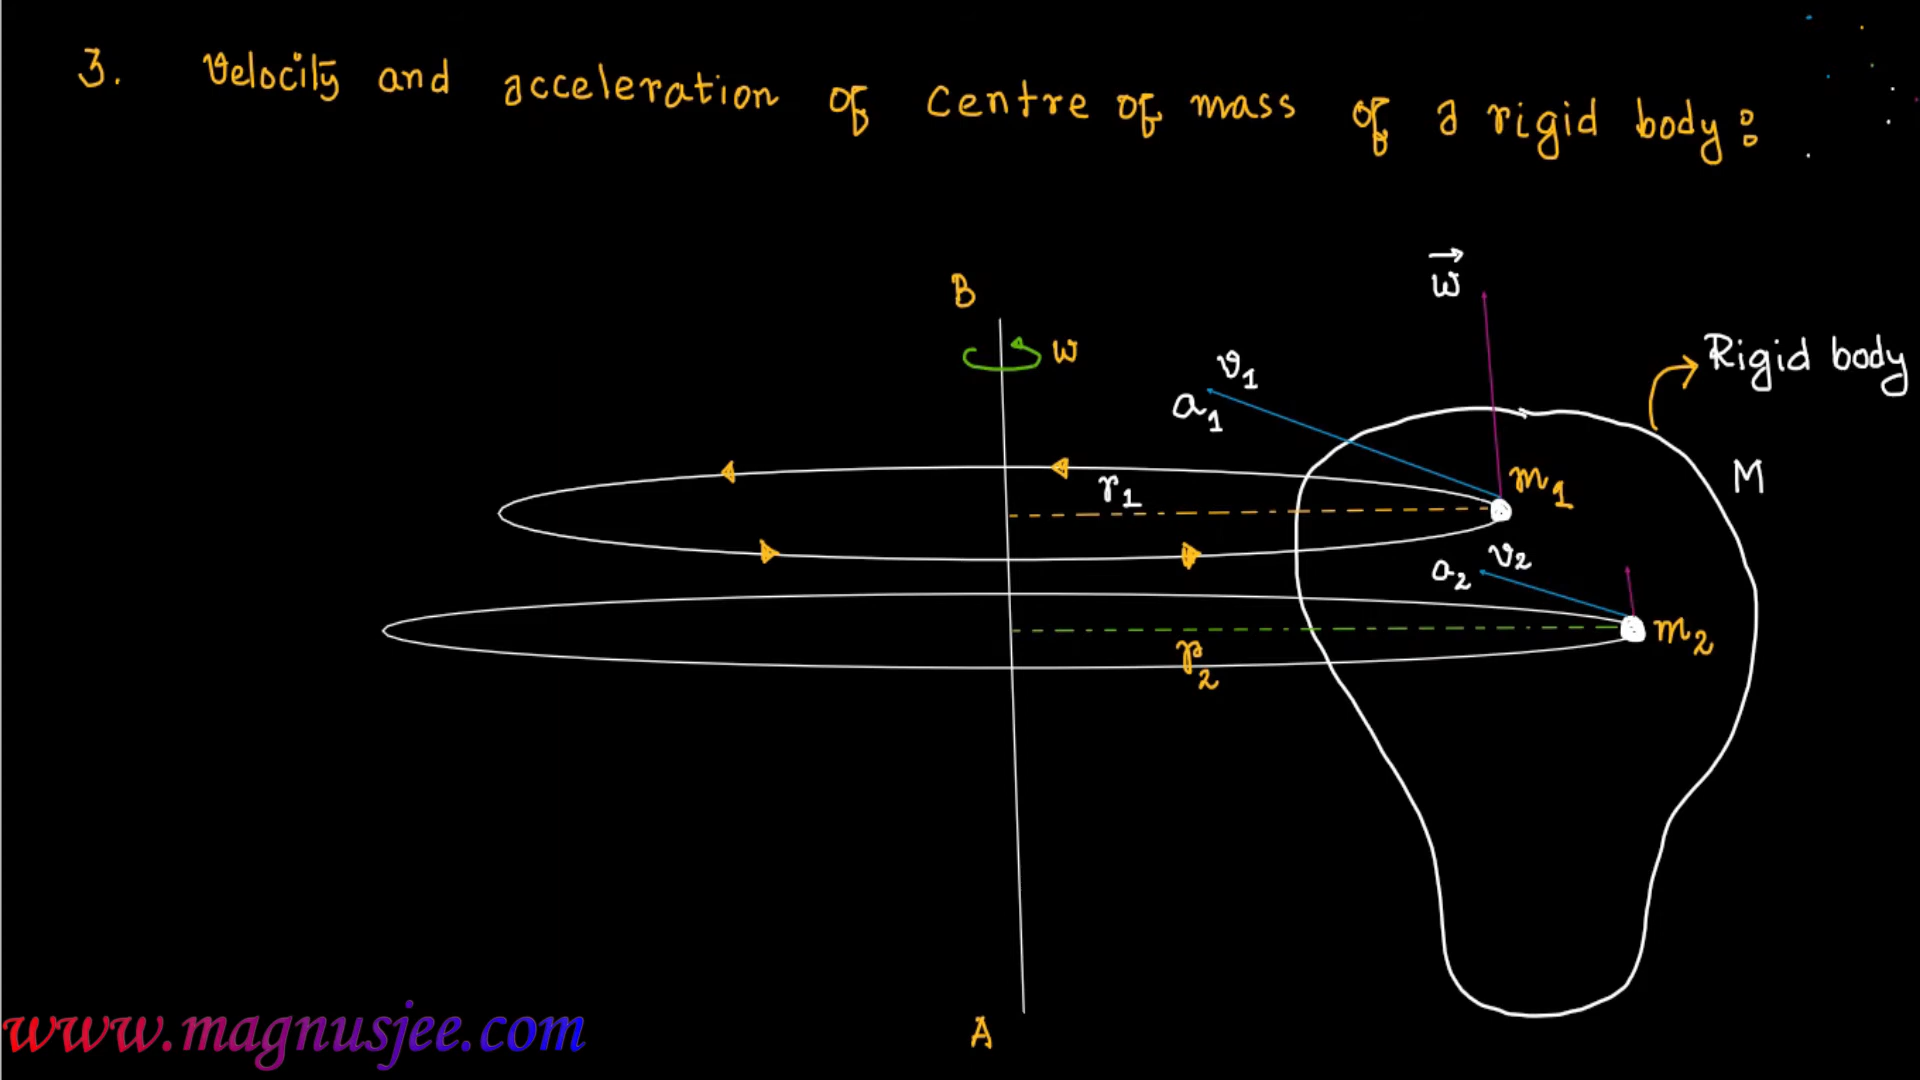 3. Velocity and acceleration of centre of mass of a rigid body:
B
ω
ω
v1
a1
Rigid body
M
r1
m1
v2
a2
m2
r2
A
www.magnusjee.com